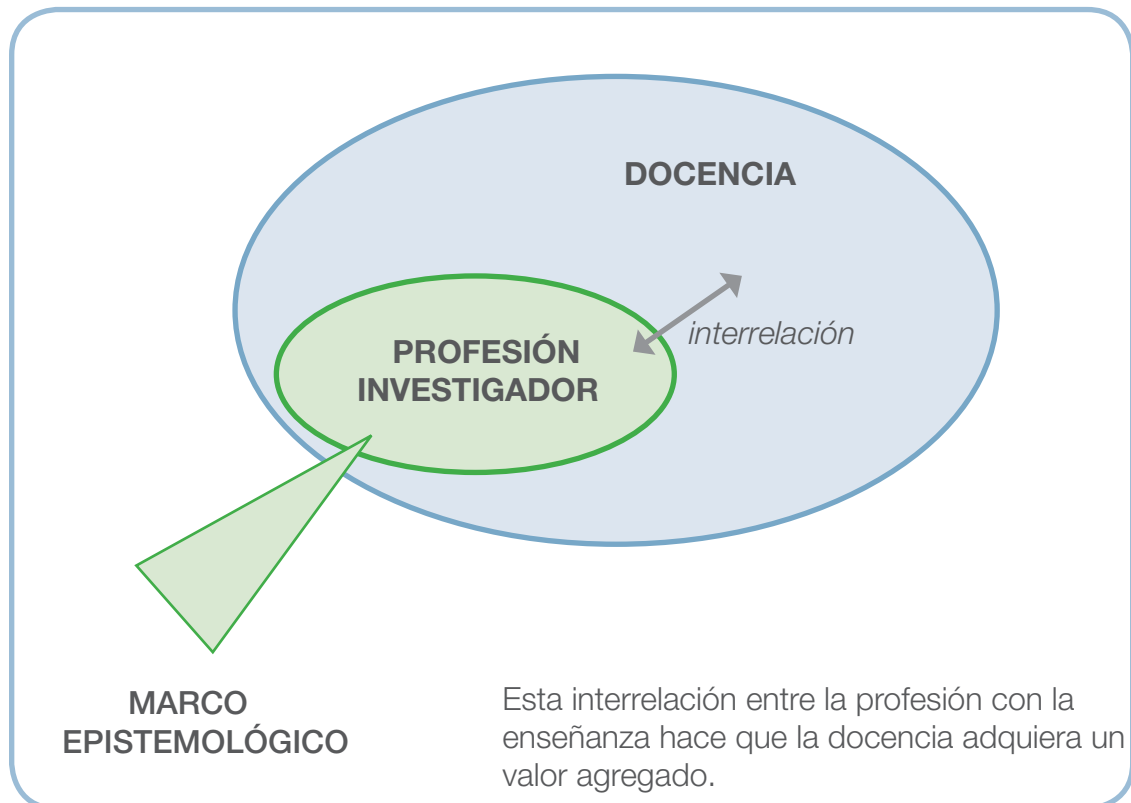 DOCENCIA
interrelación
PROFESIÓN
INVESTIGADOR
MARCO
EPISTEMOLÓGICO
Esta interrelación entre la profesión con la
enseñanza hace que la docencia adquiera un
valor agregado.